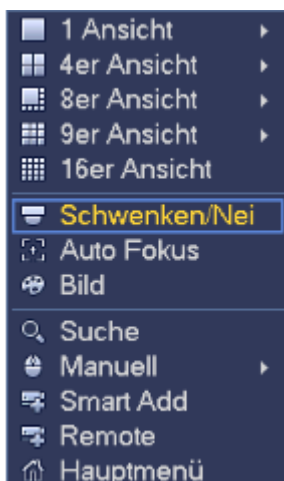 1 Ansicht
4er Ansicht
8er Ansicht
9er Ansicht
16er Ansicht
Schwenken/Nei
Auto Fokus
Bild
Suche
Manuell
Smart Add
Remote
Hauptmenü